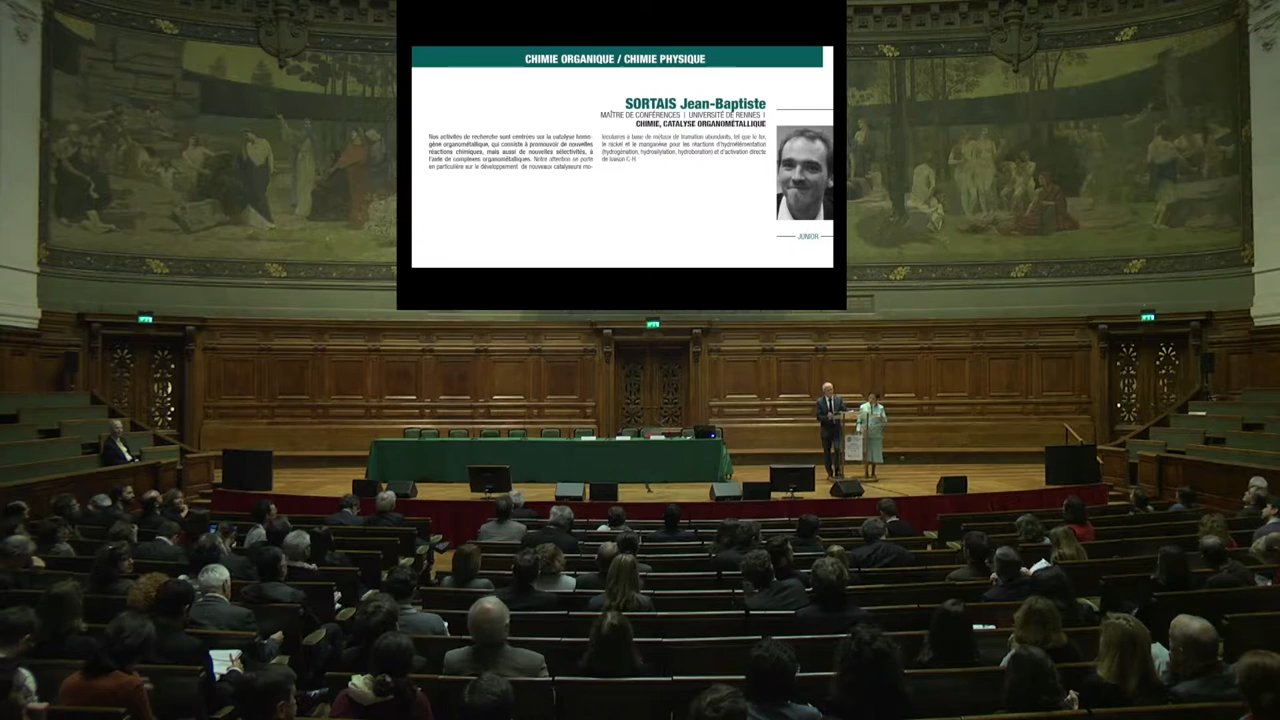 CHIMIE ORGANIQUE / CHIMIE PHYSIQUE
SORTAIS Jean-Baptiste
MAÎTRE DE CONFÉRENCES | UNIVERSITÉ DE RENNES I
CHIMIE, CATALYSE ORGANOMÉTALLIQUE
Nos activités de recherche sont centrées sur la catalyse homo-
gène organométallique, qui consiste à promouvoir de nouvelles
réactions chimiques, mais aussi de nouvelles sélectivités, à
l'aide de complexes organométalliques. Notre attention se porte
en particulière sur le développement de nouveaux catalyseurs mo-
léculaires à base de métaux de transition abondants, tel que le fer,
le nickel et le manganèse pour les réactions d'hydroélémentation
(hydrogénation, hydrosilylation, hydroboration) et d'activation directe
de liaison C-H.
JUNIOR